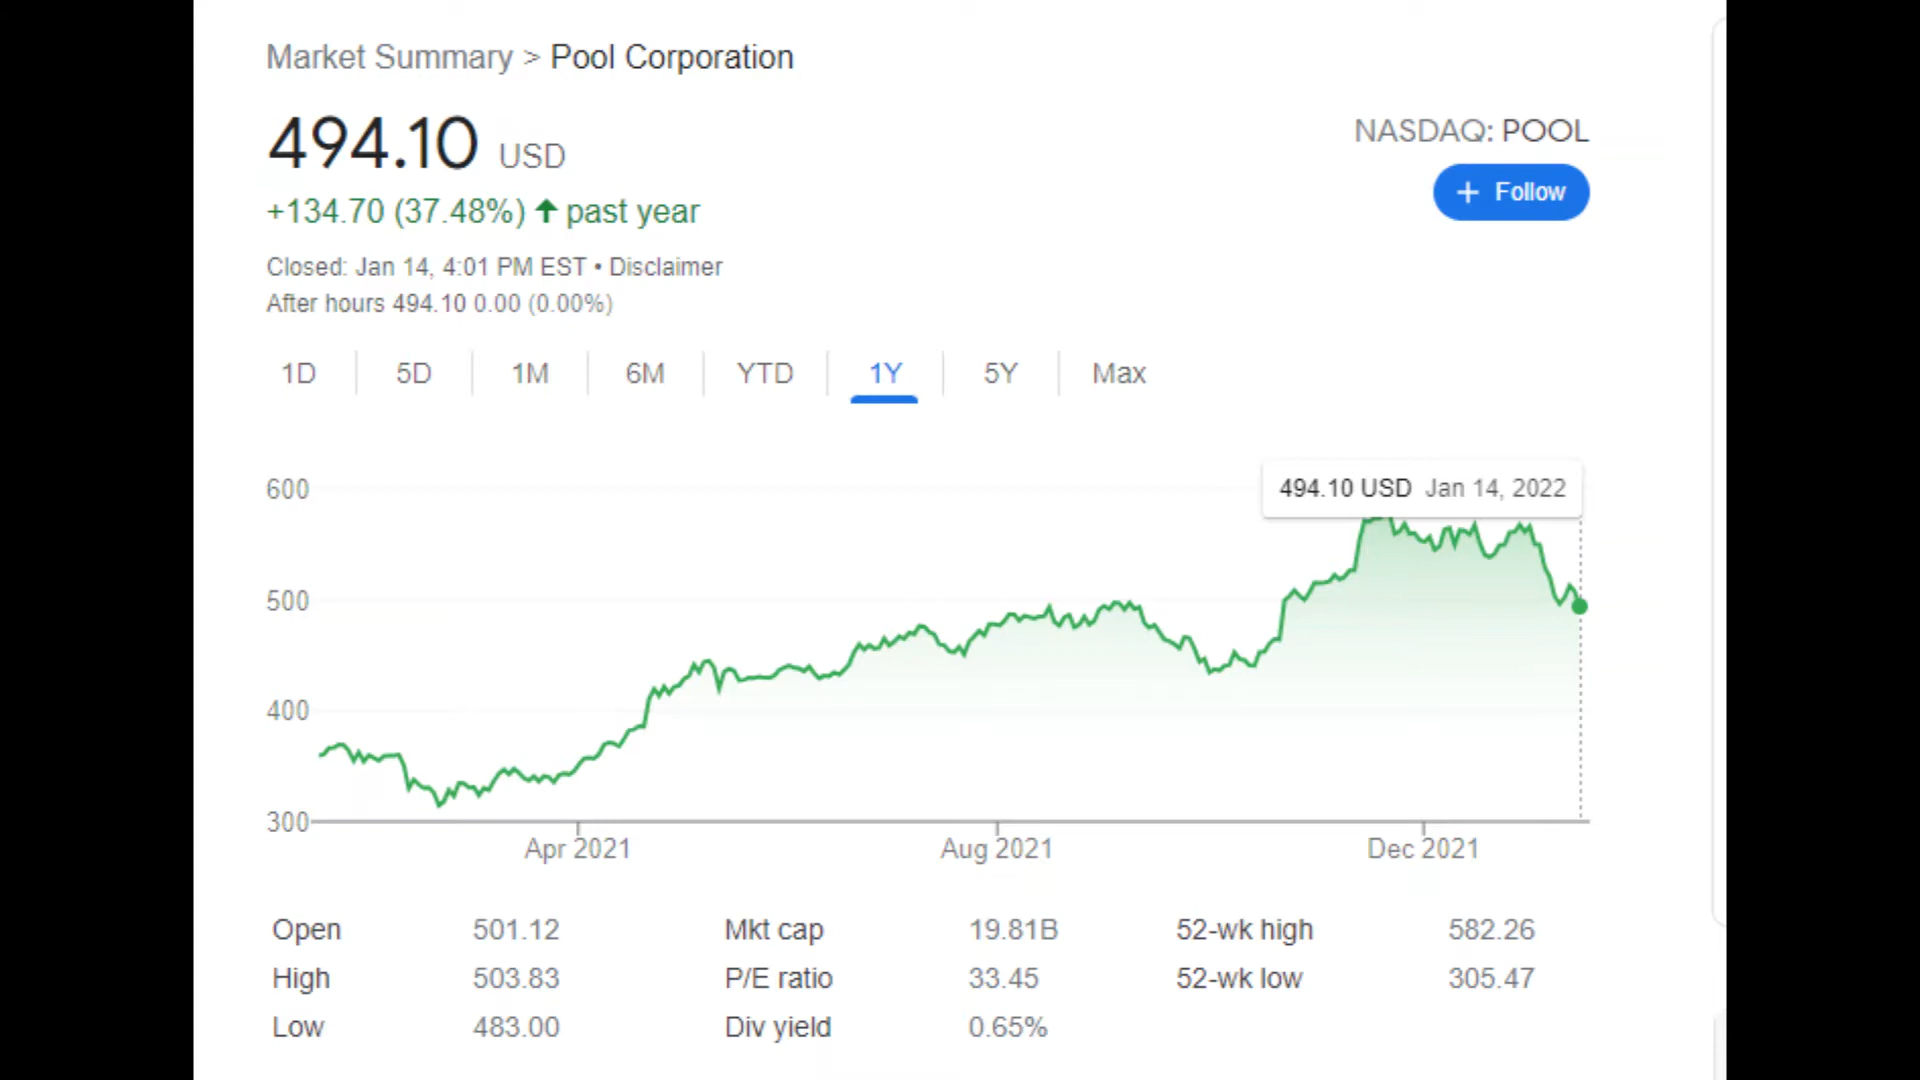 Market Summary > Pool Corporation
494.10 USD
NASDAQ: POOL
+ Follow
+134.70 (37.48%) ↑ past year
Closed: Jan 14, 4:01 PM EST • Disclaimer
After hours 494.10 0.00 (0.00%)
1D 5D 1M 6M YTD 1Y 5Y Max
494.10 USD Jan 14, 2022
600
500
400
300
Apr 2021 Aug 2021 Dec 2021
Open 501.12 Mkt cap 19.81B 52-wk high 582.26
High 503.83 P/E ratio 33.45 52-wk low 305.47
Low 483.00 Div yield 0.65%